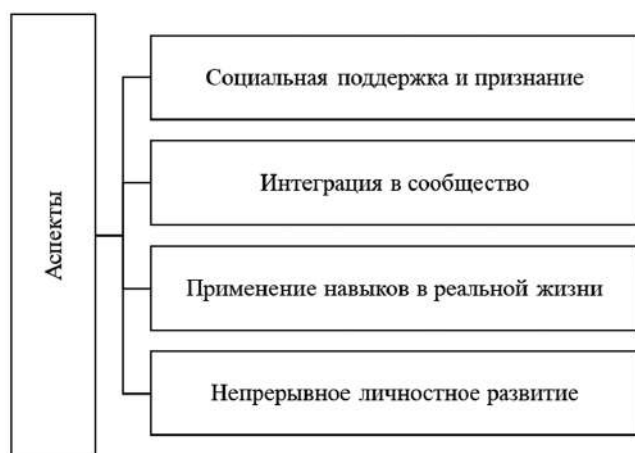 Аспекты
Социальная поддержка и признание
Интеграция в сообщество
Применение навыков в реальной жизни
Непрерывное личностное развитие